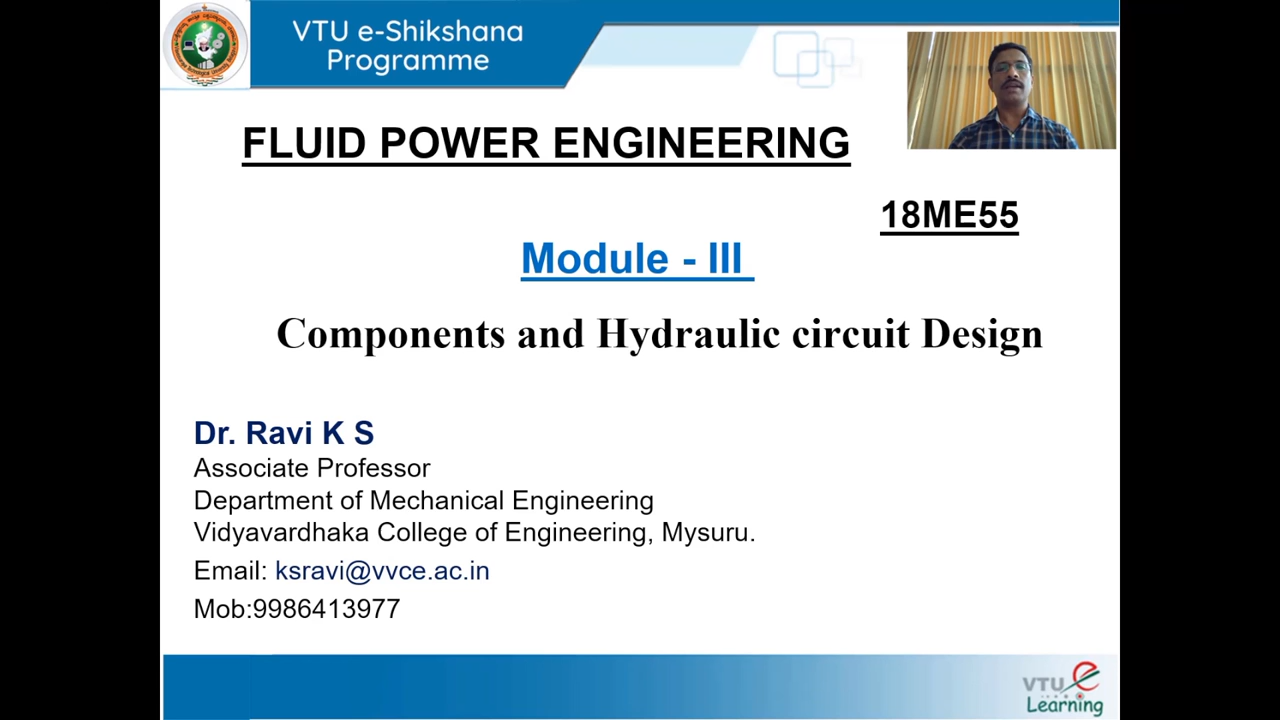 VTU e-Shikshana
Programme
FLUID POWER ENGINEERING
18ME55
Module - III
Components and Hydraulic circuit Design
Dr. Ravi K S
Associate Professor
Department of Mechanical Engineering
Vidyavardhaka College of Engineering, Mysuru.
Email: ksravi@vvce.ac.in
Mob:9986413977
VTU e
Learning